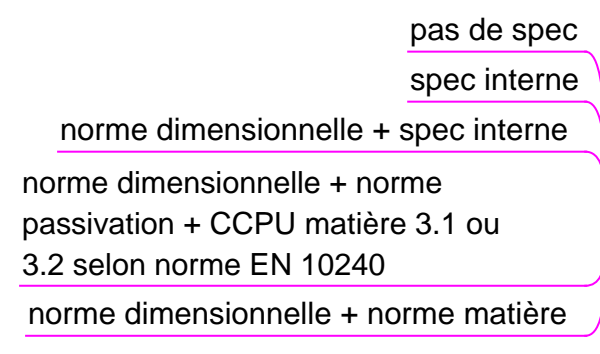 pas de spec
spec interne
norme dimensionnelle + spec interne
norme dimensionnelle + norme
passivation + CCPU matière 3.1 ou
3.2 selon norme EN 10240
norme dimensionnelle + norme matière